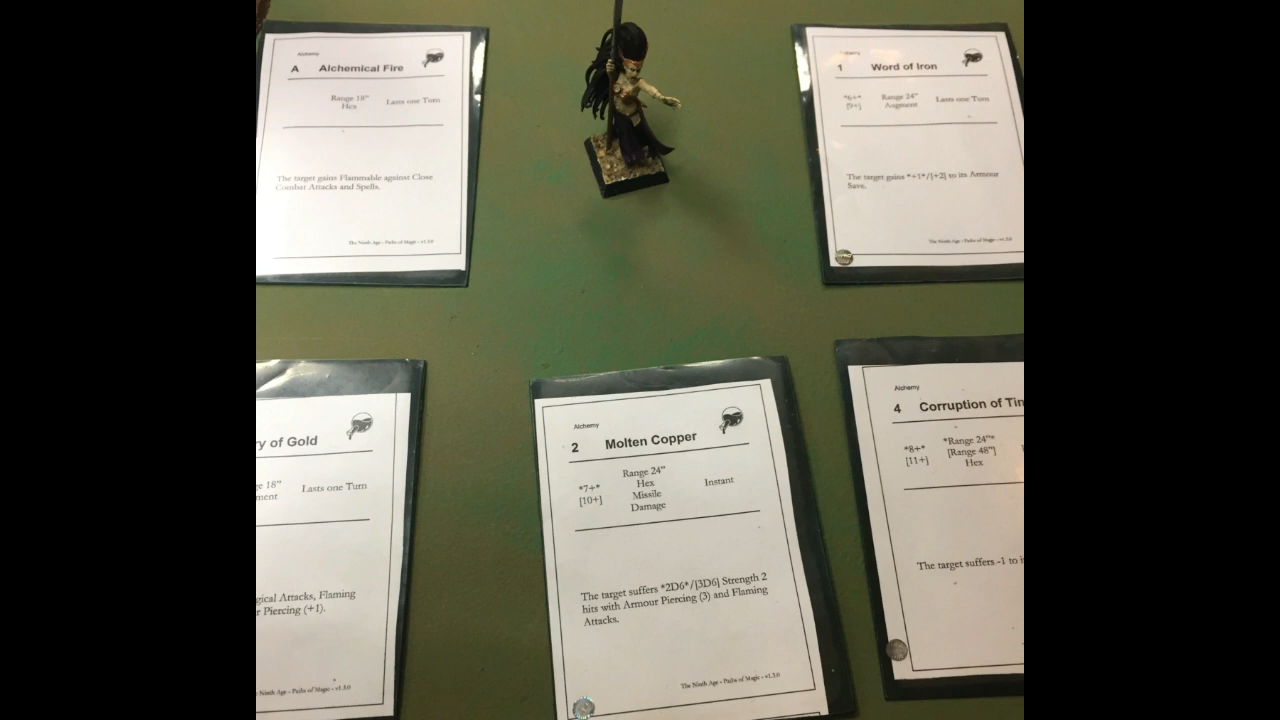 Alchemy
A Alchemical Fire
Range 18"
Hex
Lasts one Turn
The target gains Flammable against Close
Combat Attacks and Spells.
The Ninth Age - Paths of Magic - v1.3.0
Alchemy
1 Word of Iron
*6+*
[9+]
Range 24"
Augment
Lasts one Turn
The target gains *+1*/[+2] to its Armour
Save.
The Ninth Age - Paths of Magic - v1.3.0
ry of Gold
ge 18"
ment
Lasts one Turn
gical Attacks, Flaming
r Piercing (+1).
Ninth Age - Paths of Magic - v1.3.0
Alchemy
2 Molten Copper
*7+*
[10+]
Range 24"
Hex
Missile
Damage
Instant
The target suffers *2D6*/[3D6] Strength 2
hits with Armour Piercing (3) and Flaming
Attacks.
The Ninth Age - Paths of Magic - v1.3.0
Alchemy
4 Corruption of Tin
*8+*
[11+]
*Range 24"*
[Range 48"]
Hex
The target suffers -1 to i